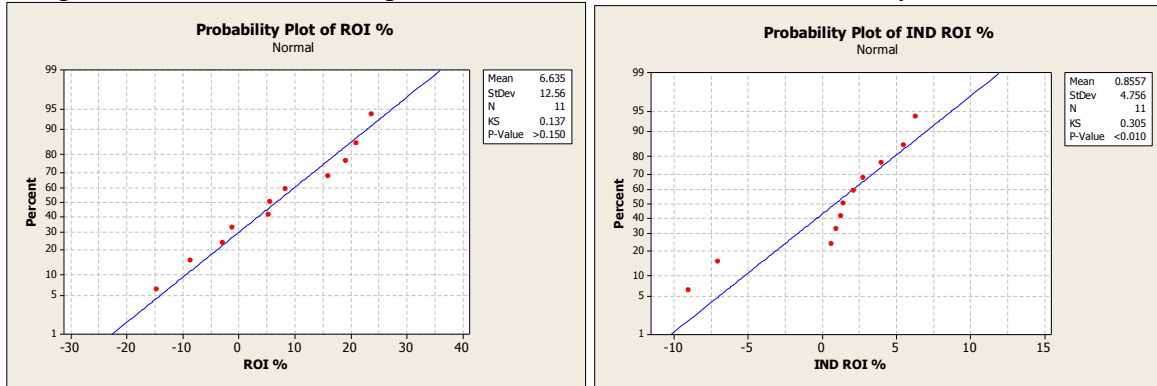 Probability Plot of ROI %
Normal
Mean 6.635
StDev 12.56
N 11
KS 0.137
P-Value >0.150
Percent
99
95
90
80
70
60
50
40
30
20
10
5
1
-30 -20 -10 0 10 20 30 40
ROI %
Probability Plot of IND ROI %
Normal
Mean 0.8557
StDev 4.756
N 11
KS 0.305
P-Value <0.010
Percent
99
95
90
80
70
60
50
40
30
20
10
5
1
-10 -5 0 5 10 15
IND ROI %